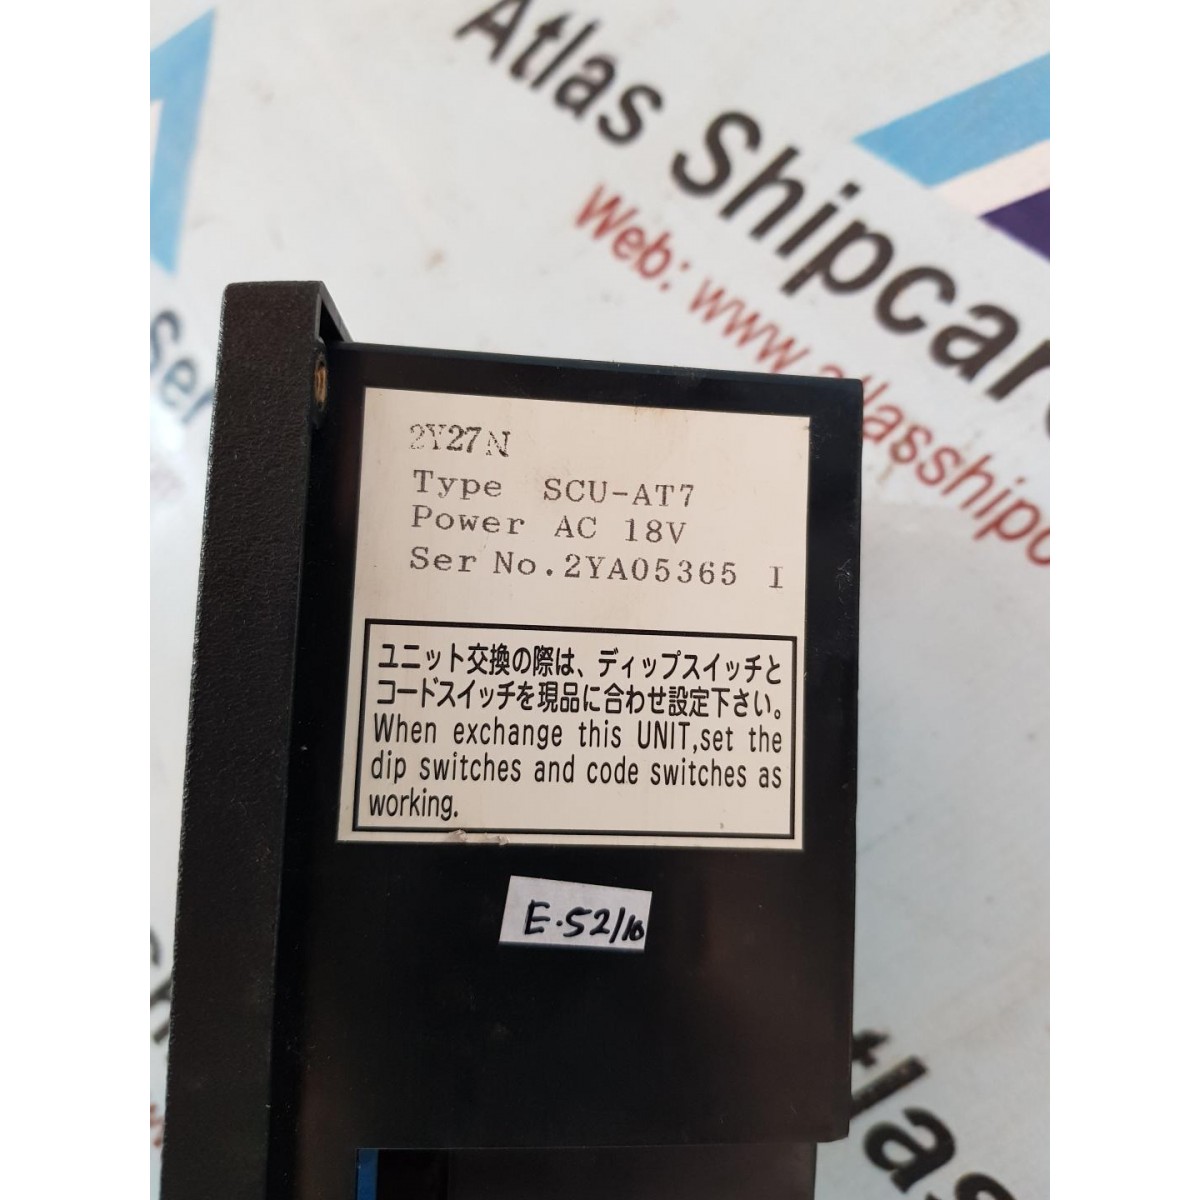 Atlas Shipcare
Web: www.atlasshipc
2Y27N
Type SCU-AT7
Power AC 18V
Ser No.2YA05365 I
ユニット交換の際は、ディップスイッチと
コードスイッチを現品に合わせ設定下さい。
When exchange this UNIT,set the
dip switches and code switches as
working.
E.52/10